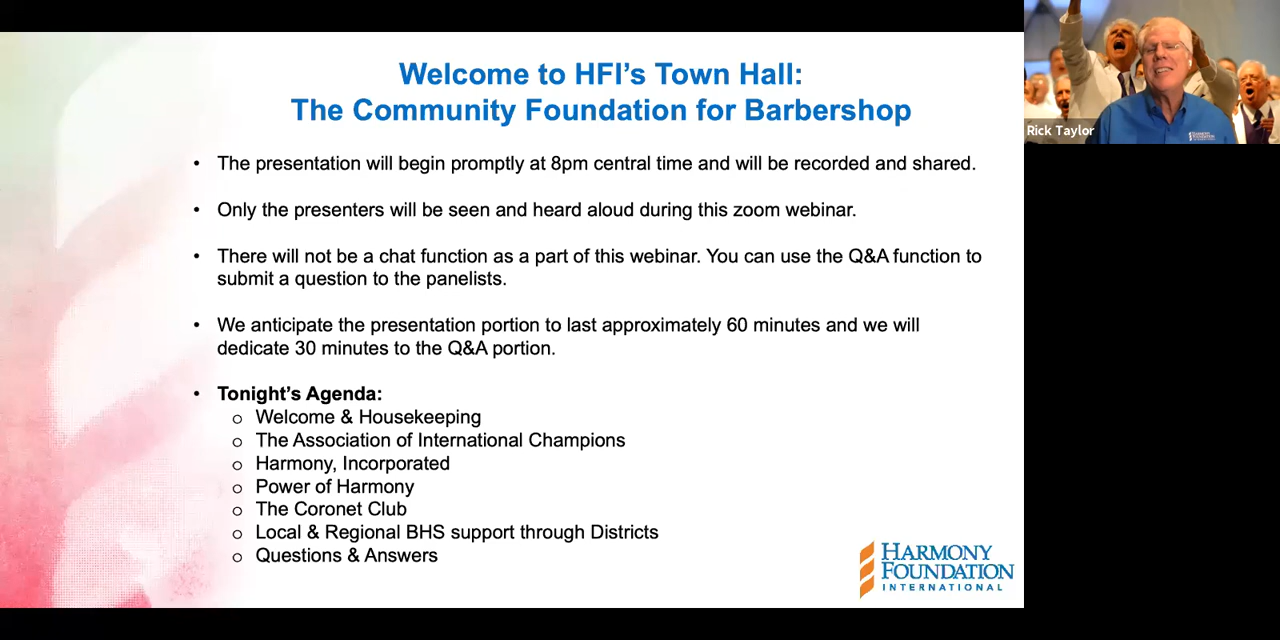 Welcome to HFI's Town Hall:
The Community Foundation for Barbershop
• The presentation will begin promptly at 8pm central time and will be recorded and shared.
• Only the presenters will be seen and heard aloud during this zoom webinar.
• There will not be a chat function as a part of this webinar. You can use the Q&A function to
submit a question to the panelists.
• We anticipate the presentation portion to last approximately 60 minutes and we will
dedicate 30 minutes to the Q&A portion.
• Tonight's Agenda:
o Welcome & Housekeeping
o The Association of International Champions
o Harmony, Incorporated
o Power of Harmony
o The Coronet Club
o Local & Regional BHS support through Districts
o Questions & Answers
HARMONY
FOUNDATION
INTERNATIONAL
Rick Taylor
HARMONY
FOUNDATION